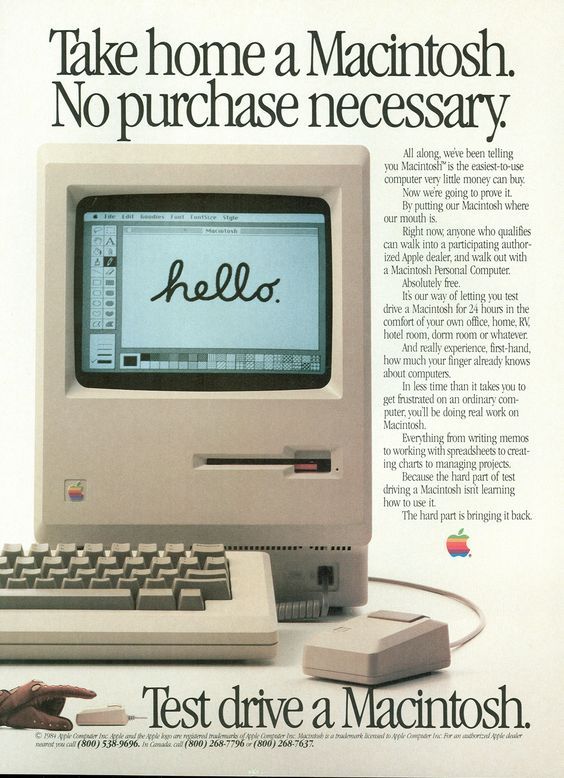 Take home a Macintosh.
No purchase necessary.
All along, we've been telling
you Macintosh™ is the easiest-to-use
computer very little money can buy.
Now we're going to prove it.
By putting our Macintosh where
our mouth is.
Right now, anyone who qualifies
can walk into a participating author-
ized Apple dealer, and walk out with
a Macintosh Personal Computer.
Absolutely free.
It's our way of letting you test
drive a Macintosh for 24 hours in the
comfort of your own office, home, RV,
hotel room, dorm room or whatever.
And really experience, first-hand,
how much your finger already knows
about computers.
In less time than it takes you to
get frustrated on an ordinary com-
puter, you'll be doing real work on
Macintosh.
Everything from writing memos
to working with spreadsheets to creat-
ing charts to managing projects.
Because the hard part of test
driving a Macintosh isn't learning
how to use it.
The hard part is bringing it back.
File Edit Goodies Font FontSize Style
Macintosh
A
hello.
Test drive a Macintosh.
© 1984 Apple Computer Inc. Apple and the Apple logo are registered trademarks of Apple Computer Inc. Macintosh is a trademark licensed to Apple Computer Inc. For an authorized Apple dealer
nearest you call (800) 538-9696. In Canada, call (800) 268-7796 or (800) 268-7637.